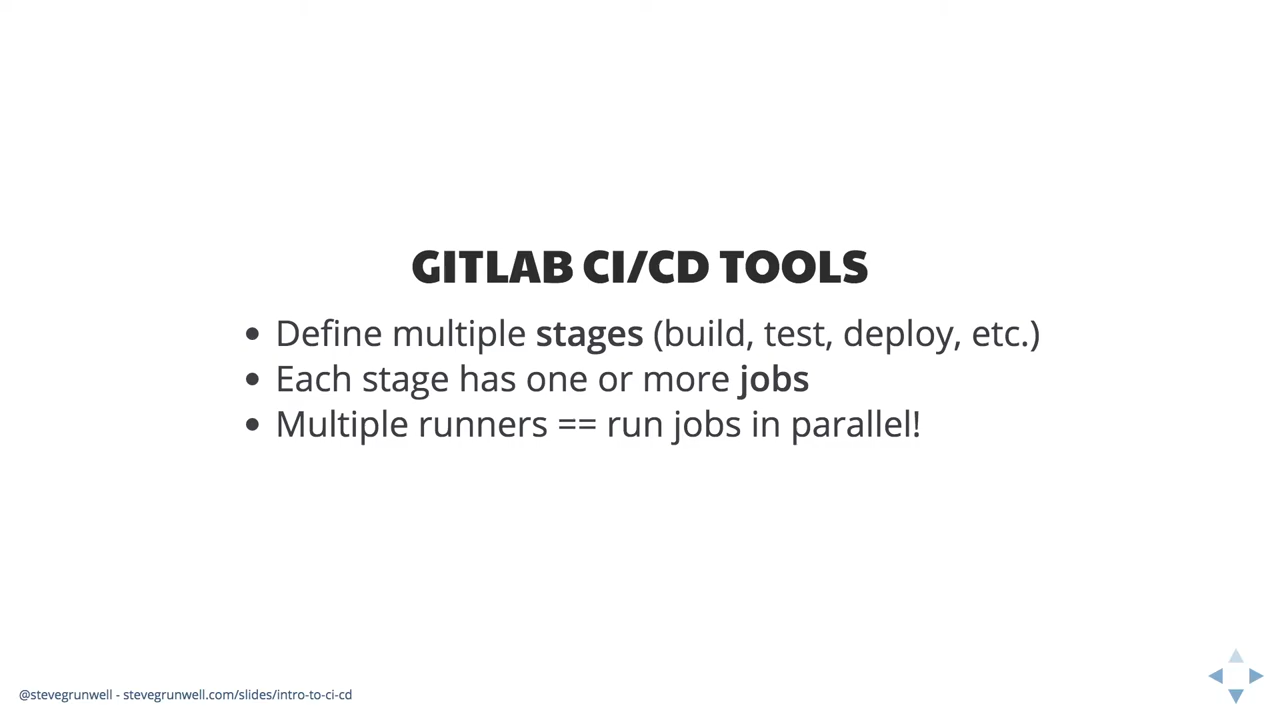 GITLAB CI/CD TOOLS
• Define multiple stages (build, test, deploy, etc.)
• Each stage has one or more jobs
• Multiple runners == run jobs in parallel!
@stevegrunwell - stevegrunwell.com/slides/intro-to-ci-cd